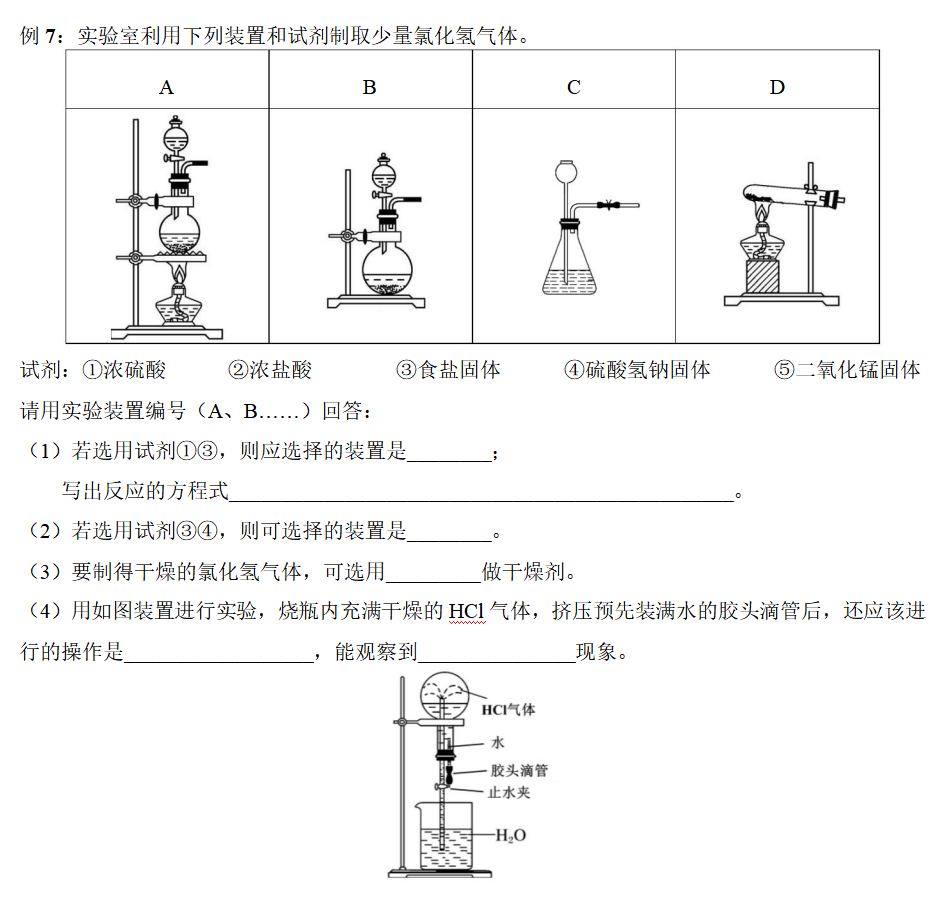 例 7：实验室利用下列装置和试剂制取少量氯化氢气体。
A B C D
试剂：①浓硫酸 ②浓盐酸 ③食盐固体 ④硫酸氢钠固体 ⑤二氧化锰固体
请用实验装置编号（A、B……）回答：
（1）若选用试剂①③，则应选择的装置是________；
写出反应的方程式________________________________________________。
（2）若选用试剂③④，则可选择的装置是________。
（3）要制得干燥的氯化氢气体，可选用_________做干燥剂。
（4）用如图装置进行实验，烧瓶内充满干燥的 HCl 气体，挤压预先装满水的胶头滴管后，还应该进
行的操作是__________________，能观察到_______________现象。
HCl气体
水
胶头滴管
止水夹
H₂O